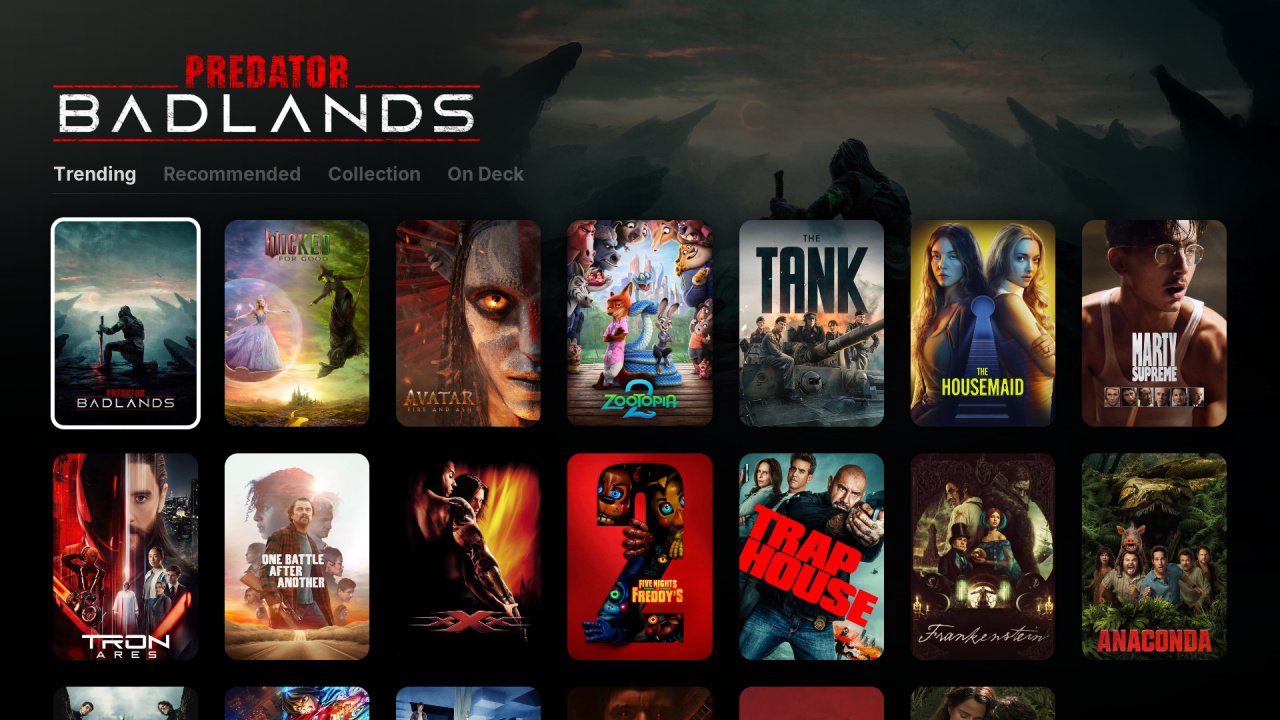 PREDATOR
BADLANDS
Trending Recommended Collection On Deck
PREDATOR
BADLANDS
WICKED
FOR GOOD
AVATAR
FIRE AND ASH
ZOOTOPIA
2
THE
TANK
THE
HOUSEMAID
MARTY
SUPREME
TRON
ARES
ONE BATTLE
AFTER
ANOTHER
xXx
2
FIVE NIGHTS
AT
FREDDY'S
TRAP
HOUSE
Frankenstein
ANACONDA